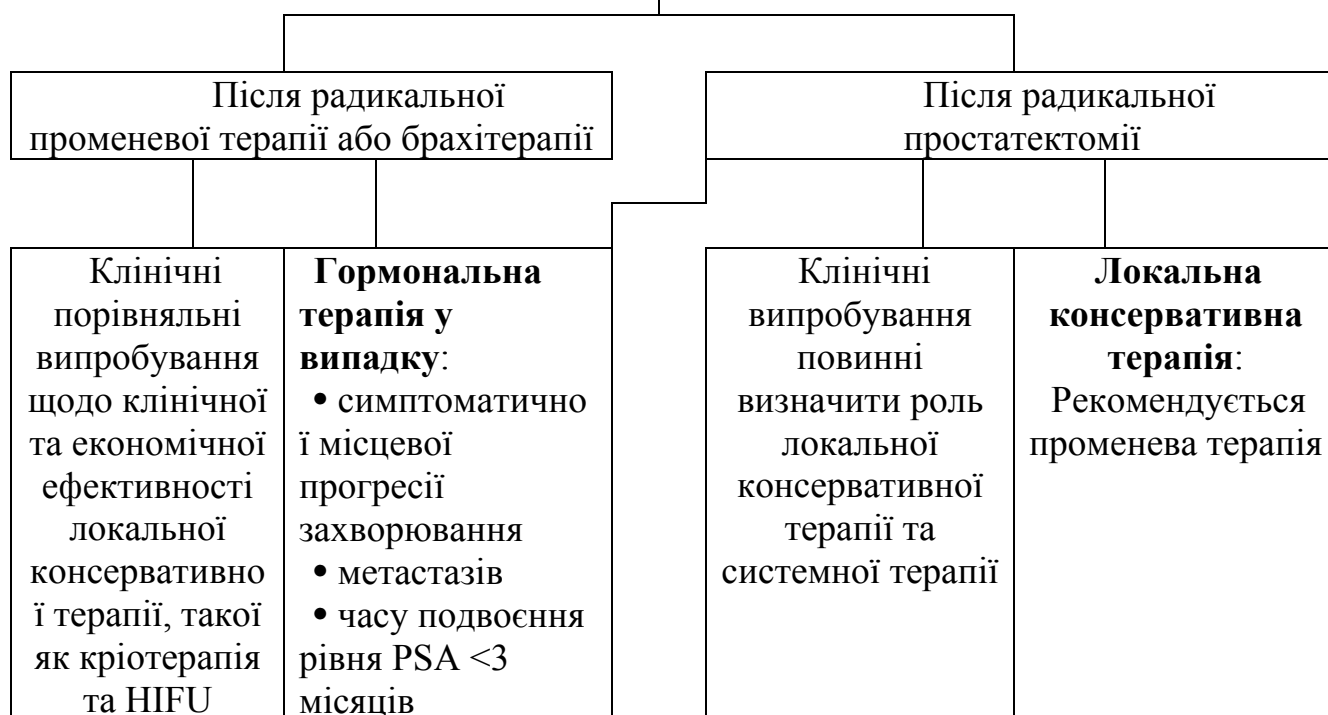 Після радикальної
променевої терапії або брахітерапії
Після радикальної
простатектомії
Клінічні
порівняльні
випробування
щодо клінічної
та економічної
ефективності
локальної
консервативно
ї терапії, такої
як кріотерапія
та HIFU
Гормональна
терапія у
випадку:
• симптоматично
ї місцевої
прогресії
захворювання
• метастазів
• часу подвоєння
рівня PSA <3
місяців
Клінічні
випробування
повинні
визначити роль
локальної
консервативної
терапії та
системної терапії
Локальна
консервативна
терапія:
Рекомендується
променева терапія